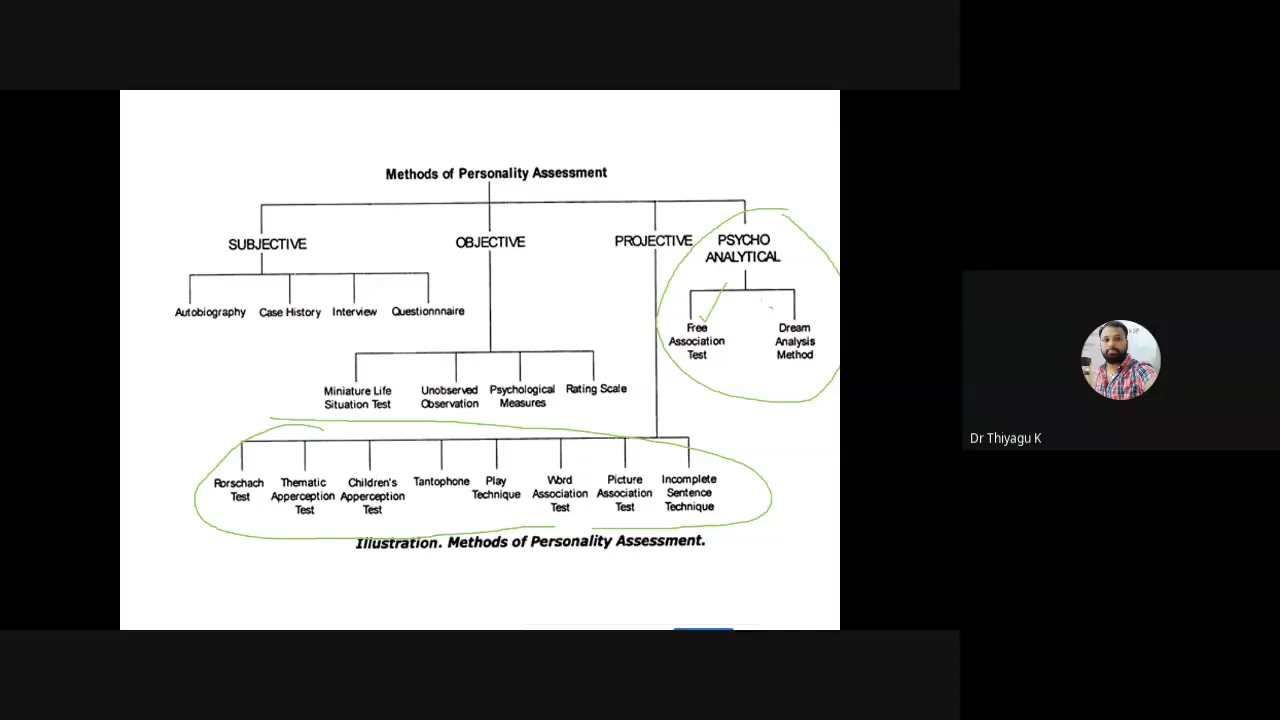 Methods of Personality Assessment
SUBJECTIVE
OBJECTIVE
PROJECTIVE
PSYCHO
ANALYTICAL
Autobiography
Case History
Interview
Questionnnaire
Free
Association
Test
Dream
Analysis
Method
Miniature Life
Situation Test
Unobserved
Observation
Psychological
Measures
Rating Scale
Rorschach
Test
Thematic
Apperception
Test
Children's
Apperception
Test
Tantophone
Play
Technique
Word
Association
Test
Picture
Association
Test
Incomplete
Sentence
Technique
Illustration. Methods of Personality Assessment.
Dr Thiyagu K